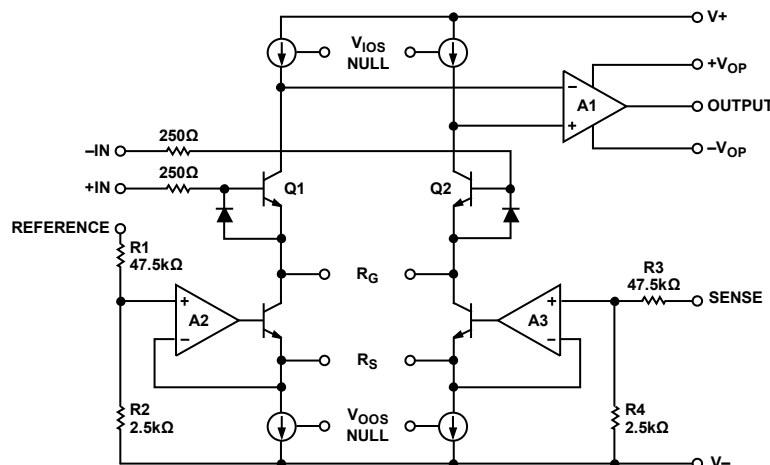 V+
V_IOS
NULL
+V_OP
A1
−
+
OUTPUT
−V_OP
–IN
250Ω
+IN
250Ω
Q1
Q2
REFERENCE
R1
47.5kΩ
R_G
R3
47.5kΩ
SENSE
+
A2
−
+
A3
−
R_S
R2
2.5kΩ
V_OOS
NULL
R4
2.5kΩ
V–